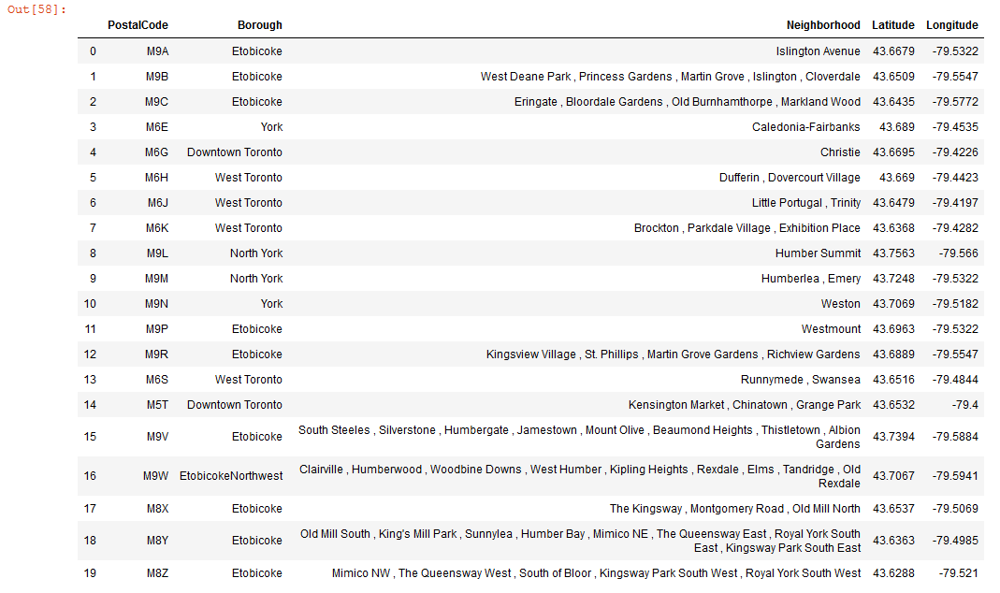 Out[58]:
PostalCode Borough Neighborhood Latitude Longitude
0 M9A Etobicoke Islington Avenue 43.6679 -79.5322
1 M9B Etobicoke West Deane Park , Princess Gardens , Martin Grove , Islington , Cloverdale 43.6509 -79.5547
2 M9C Etobicoke Eringate , Bloordale Gardens , Old Burnhamthorpe , Markland Wood 43.6435 -79.5772
3 M6E York Caledonia-Fairbanks 43.689 -79.4535
4 M6G Downtown Toronto Christie 43.6695 -79.4226
5 M6H West Toronto Dufferin , Dovercourt Village 43.669 -79.4423
6 M6J West Toronto Little Portugal , Trinity 43.6479 -79.4197
7 M6K West Toronto Brockton , Parkdale Village , Exhibition Place 43.6368 -79.4282
8 M9L North York Humber Summit 43.7563 -79.566
9 M9M North York Humberlea , Emery 43.7248 -79.5322
10 M9N York Weston 43.7069 -79.5182
11 M9P Etobicoke Westmount 43.6963 -79.5322
12 M9R Etobicoke Kingsview Village , St. Phillips , Martin Grove Gardens , Richview Gardens 43.6889 -79.5547
13 M6S West Toronto Runnymede , Swansea 43.6516 -79.4844
14 M5T Downtown Toronto Kensington Market , Chinatown , Grange Park 43.6532 -79.4
15 M9V Etobicoke South Steeles , Silverstone , Humbergate , Jamestown , Mount Olive , Beaumond Heights , Thistletown , Albion
Gardens 43.7394 -79.5884
16 M9W EtobicokeNorthwest Clairville , Humberwood , Woodbine Downs , West Humber , Kipling Heights , Rexdale , Elms , Tandridge , Old
Rexdale 43.7067 -79.5941
17 M8X Etobicoke The Kingsway , Montgomery Road , Old Mill North 43.6537 -79.5069
18 M8Y Etobicoke Old Mill South , King's Mill Park , Sunnylea , Humber Bay , Mimico NE , The Queensway East , Royal York South
East , Kingsway Park South East 43.6363 -79.4985
19 M8Z Etobicoke Mimico NW , The Queensway West , South of Bloor , Kingsway Park South West , Royal York South West 43.6288 -79.521